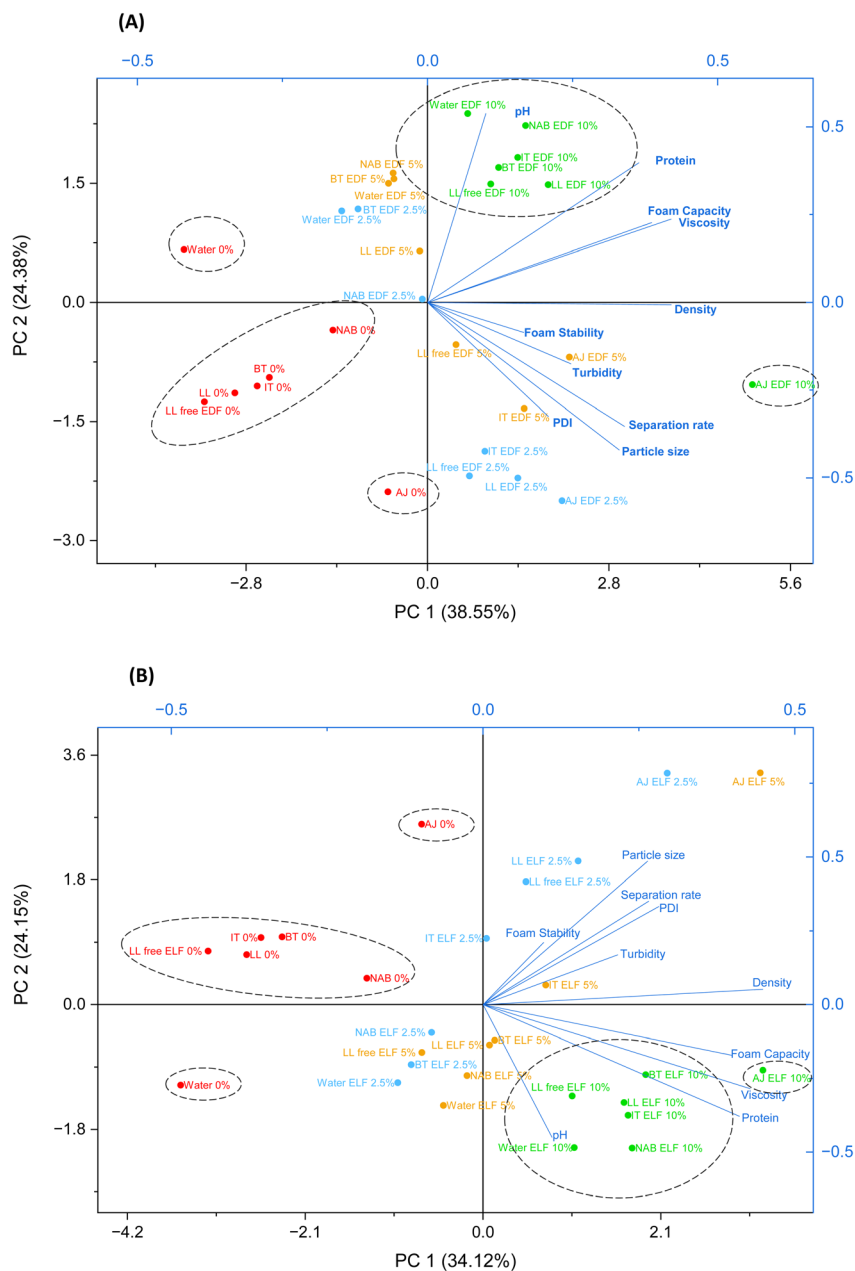 (A)
−0.5
0.0
0.5
Water EDF 10%
pH
NAB EDF 10%
0.5
IT EDF 10%
Protein
NAB EDF 5%
BT EDF 10%
BT EDF 5%
1.5
LL free EDF 10%
LL EDF 10%
Water EDF 5%
BT EDF 2.5%
Foam Capacity
Water EDF 2.5%
Viscosity
Water 0%
LL EDF 5%
NAB EDF 2.5%
0.0
0.0
Density
NAB 0%
Foam Stability
LL free EDF 5%
AJ EDF 5%
BT 0%
Turbidity
LL 0%
IT 0%
AJ EDF 10%
LL free EDF 0%
−1.5
IT EDF 5%
PDI
Separation rate
IT EDF 2.5%
Particle size
LL free EDF 2.5%
LL EDF 2.5%
−0.5
AJ 0%
AJ EDF 2.5%
−3.0
PC 2 (24.38%)
−2.8
0.0
2.8
5.6
PC 1 (38.55%)
(B)
−0.5
0.0
0.5
3.6
AJ ELF 2.5%
AJ ELF 5%
AJ 0%
Particle size
0.5
LL ELF 2.5%
1.8
LL free ELF 2.5%
Separation rate
PDI
IT 0%
BT 0%
IT ELF 2.5%
Foam Stability
LL free ELF 0%
LL 0%
Turbidity
NAB 0%
IT ELF 5%
Density
0.0
0.0
NAB ELF 2.5%
LL ELF 5%
BT ELF 5%
LL free ELF 5%
Foam Capacity
BT ELF 2.5%
BT ELF 10%
AJ ELF 10%
Water 0%
Water ELF 2.5%
NAB ELF 5%
LL free ELF 10%
Viscosity
Water ELF 5%
LL ELF 10%
IT ELF 10%
Protein
−1.8
pH
Water ELF 10%
NAB ELF 10%
−0.5
PC 2 (24.15%)
−4.2
−2.1
0.0
2.1
PC 1 (34.12%)